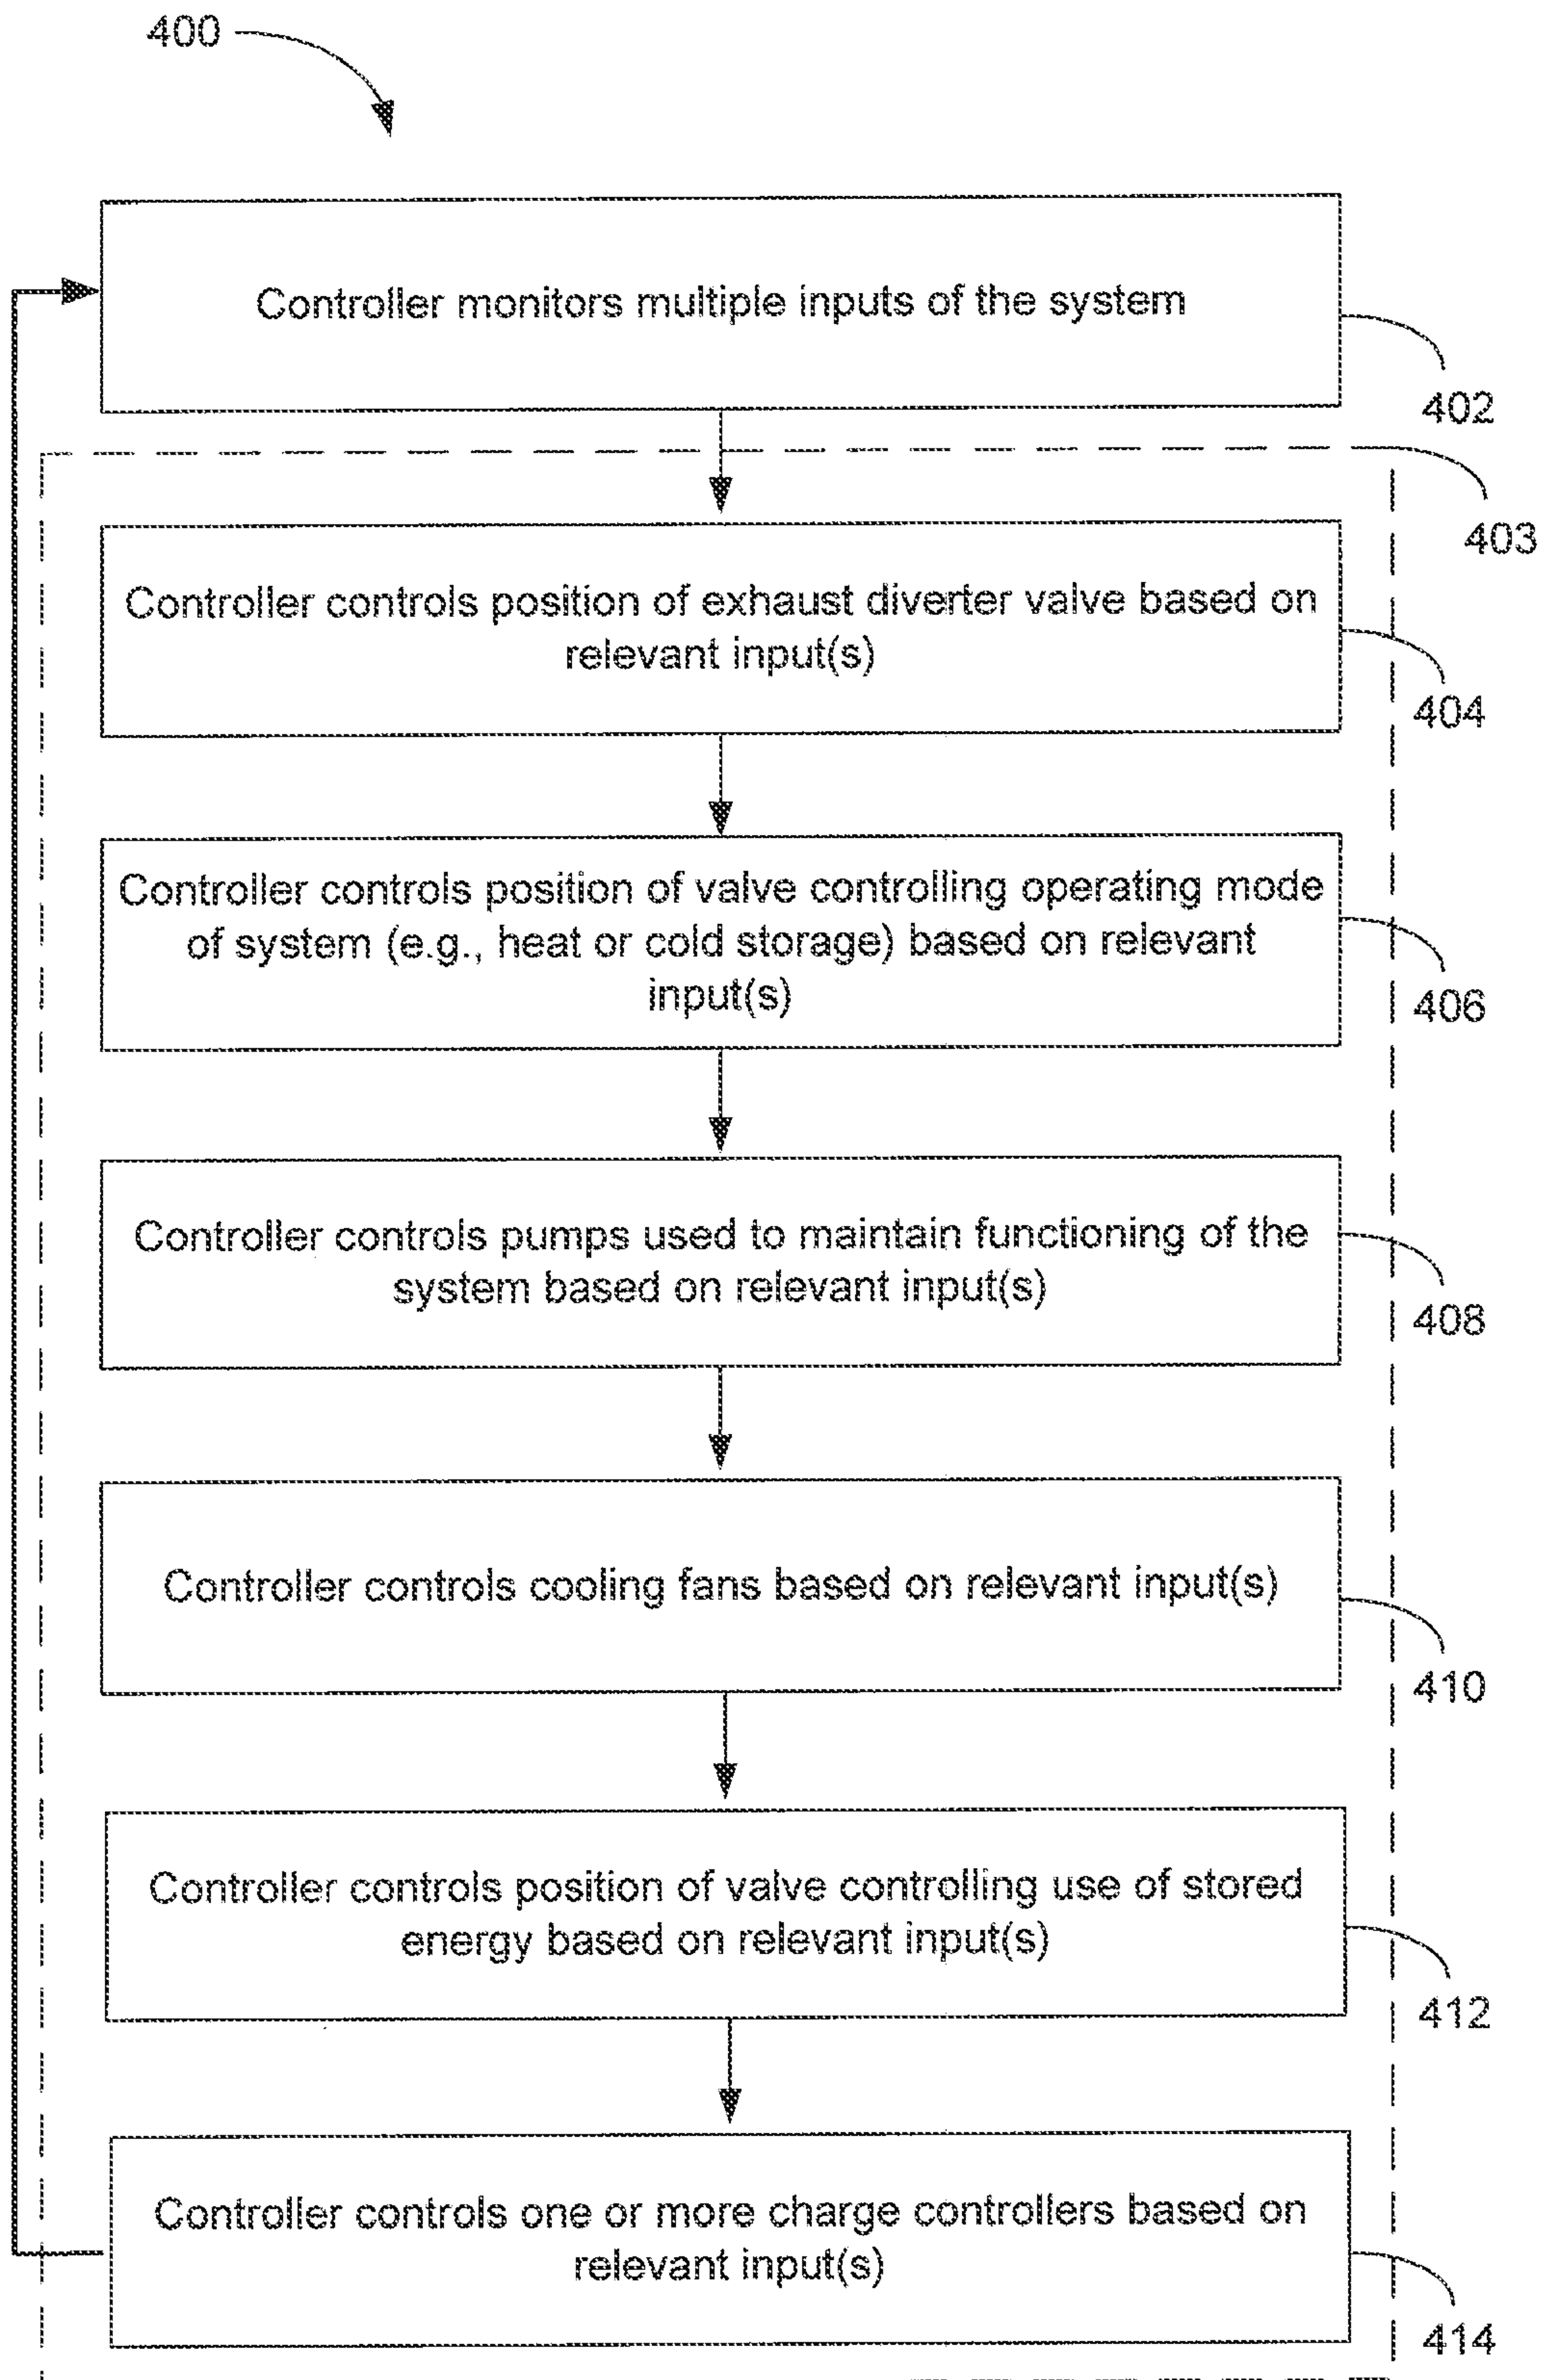 400
Controller monitors multiple inputs of the system
402
403
Controller controls position of exhaust diverter valve based on
relevant input(s)
404
Controller controls position of valve controlling operating mode
of system (e.g., heat or cold storage) based on relevant
input(s)
406
Controller controls pumps used to maintain functioning of the
system based on relevant input(s)
408
Controller controls cooling fans based on relevant input(s)
410
Controller controls position of valve controlling use of stored
energy based on relevant input(s)
412
Controller controls one or more charge controllers based on
relevant input(s)
414